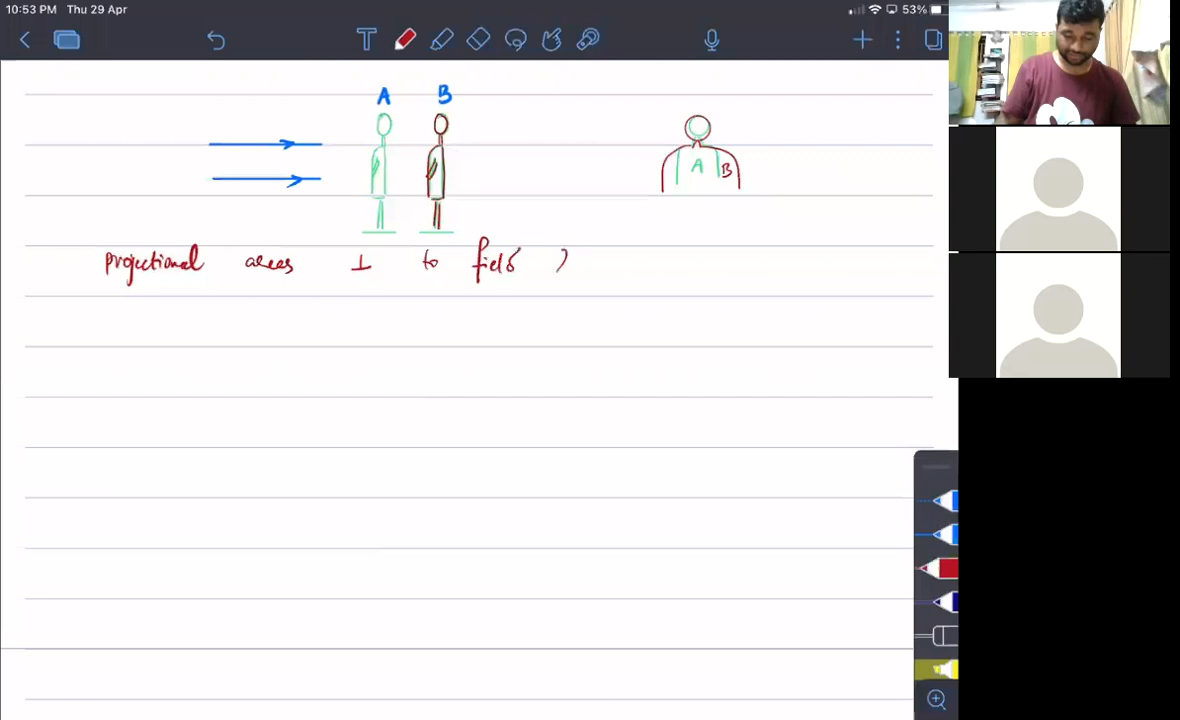 10:53 PM Thu 29 Apr
53%
T
A B
A B
projectional areas ⊥ to field